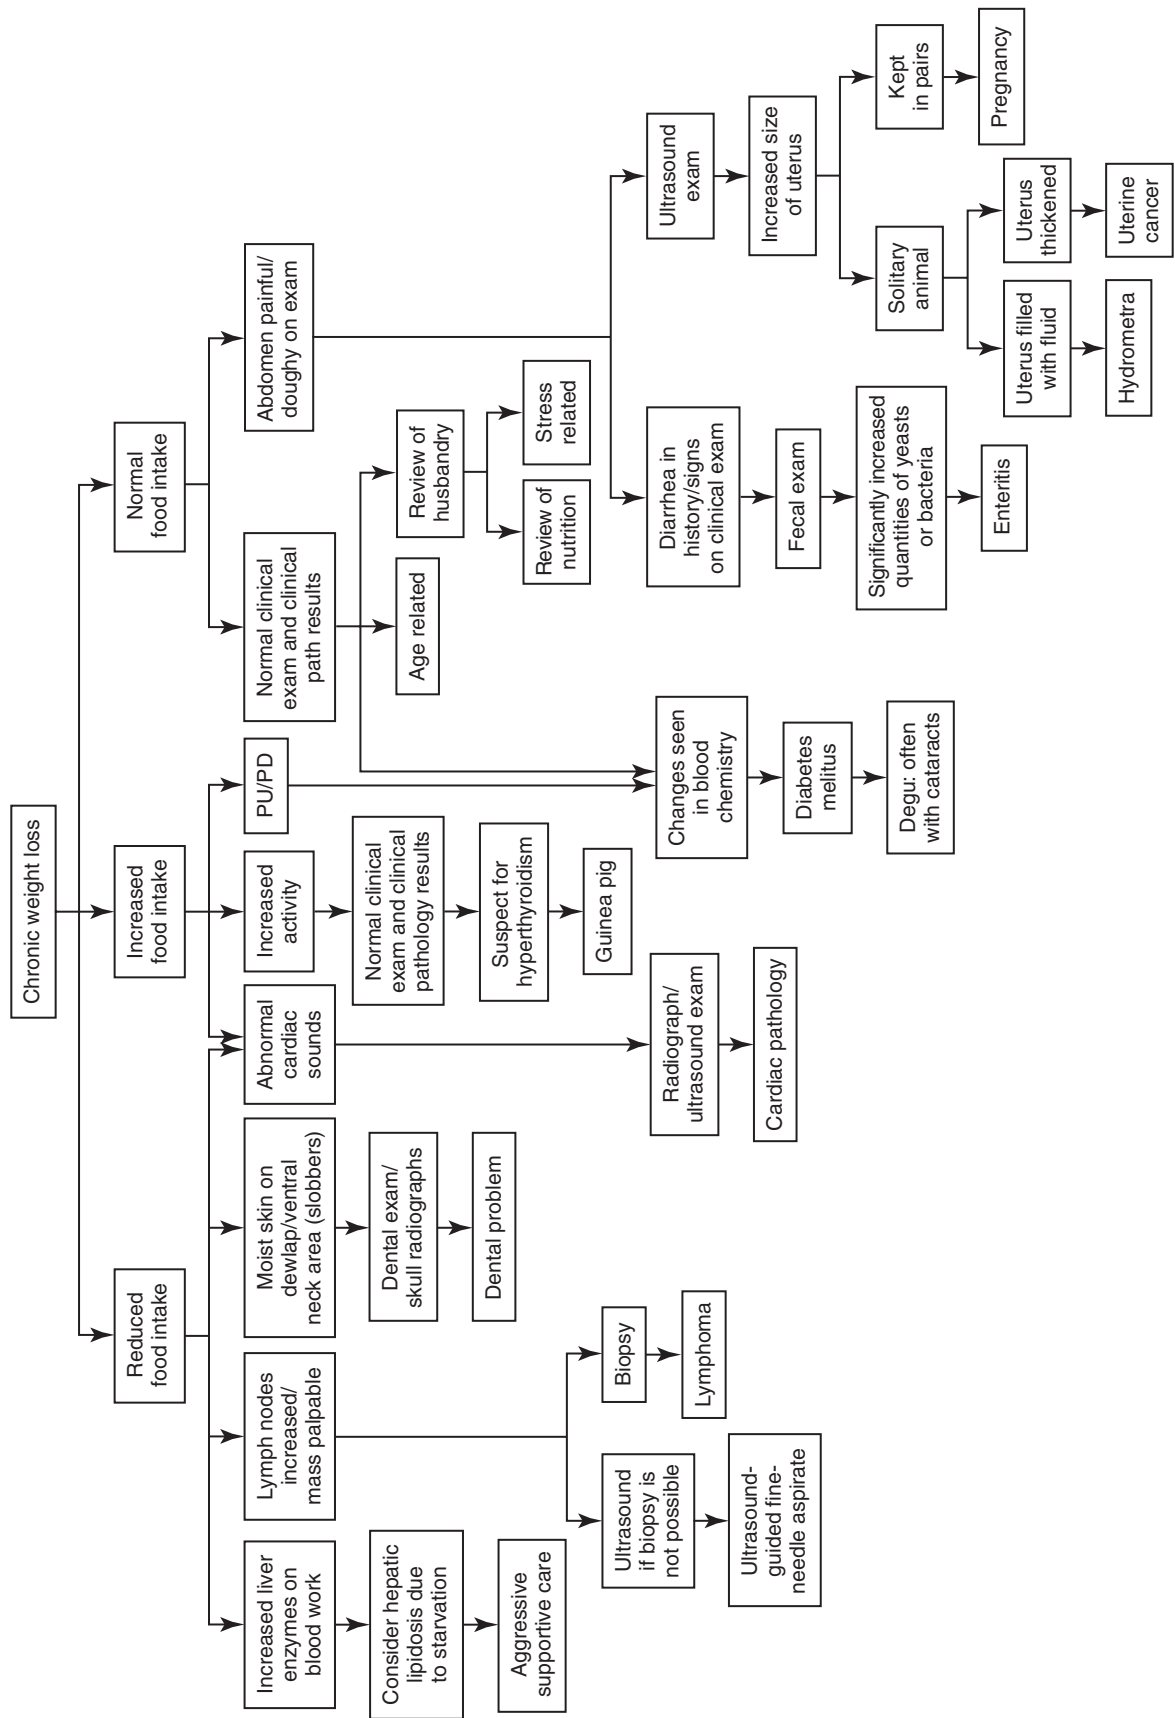 Chronic weight loss
Reduced
food intake
Increased
food intake
Normal
food intake
Increased liver
enzymes on
blood work
Lymph nodes
increased/
mass palpable
Moist skin on
dewlap/ventral
neck area (slobbers)
Abnormal
cardiac
sounds
Increased
activity
PU/PD
Normal clinical
exam and clinical
path results
Abdomen painful/
doughy on exam
Consider hepatic
lipidosis due
to starvation
Dental exam/
skull radiographs
Normal clinical
exam and clinical
pathology results
Age related
Review of
husbandry
Aggressive
supportive care
Dental problem
Suspect for
hyperthyroidism
Review of
nutrition
Stress
related
Guinea pig
Ultrasound
if biopsy is
not possible
Biopsy
Radiograph/
ultrasound exam
Changes seen
in blood
chemistry
Diarrhea in
history/signs
on clinical exam
Ultrasound
exam
Ultrasound-
guided fine-
needle aspirate
Lymphoma
Cardiac pathology
Diabetes
melitus
Fecal exam
Increased size
of uterus
Degu: often
with cataracts
Significantly increased
quantities of yeasts
or bacteria
Solitary
animal
Kept
in pairs
Enteritis
Uterus filled
with fluid
Uterus
thickened
Pregnancy
Hydrometra
Uterine
cancer